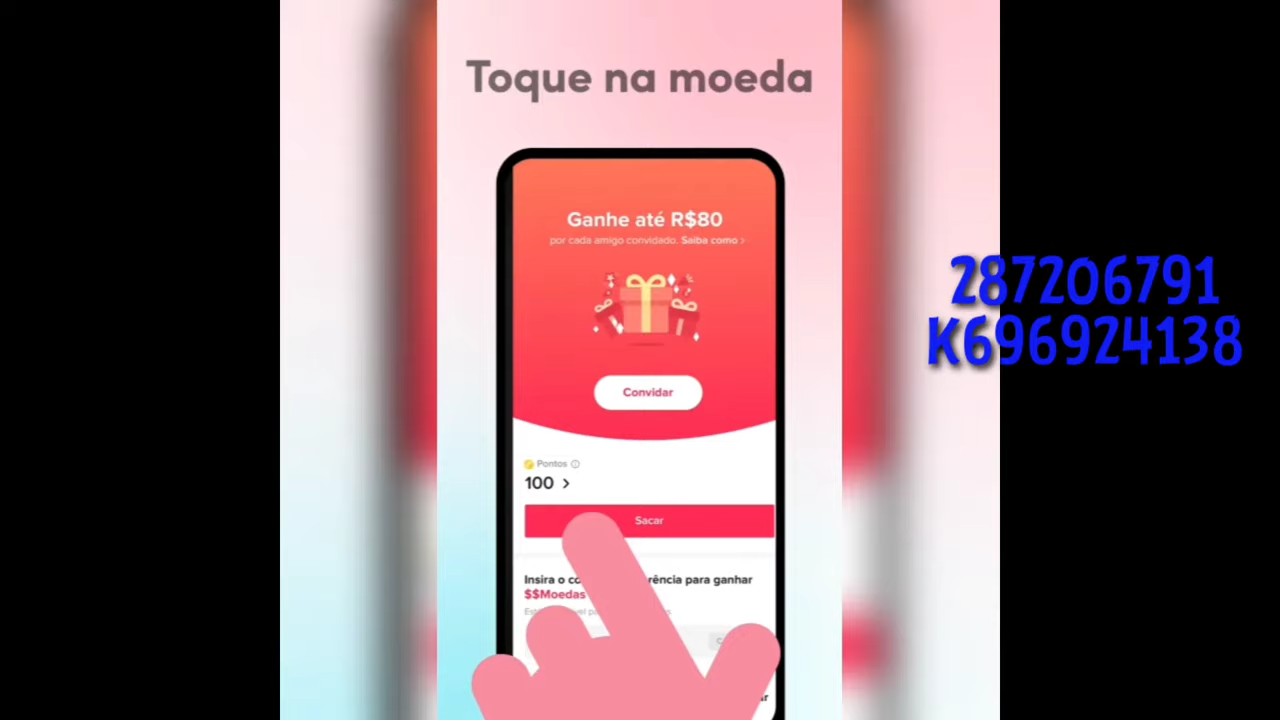 Toque na moeda
Ganhe até R$80
por cada amigo convidado. Saiba como >
Convidar
Pontos
100 >
Sacar
Insira o rência para ganhar
$$Moedas
287206791
K696924138